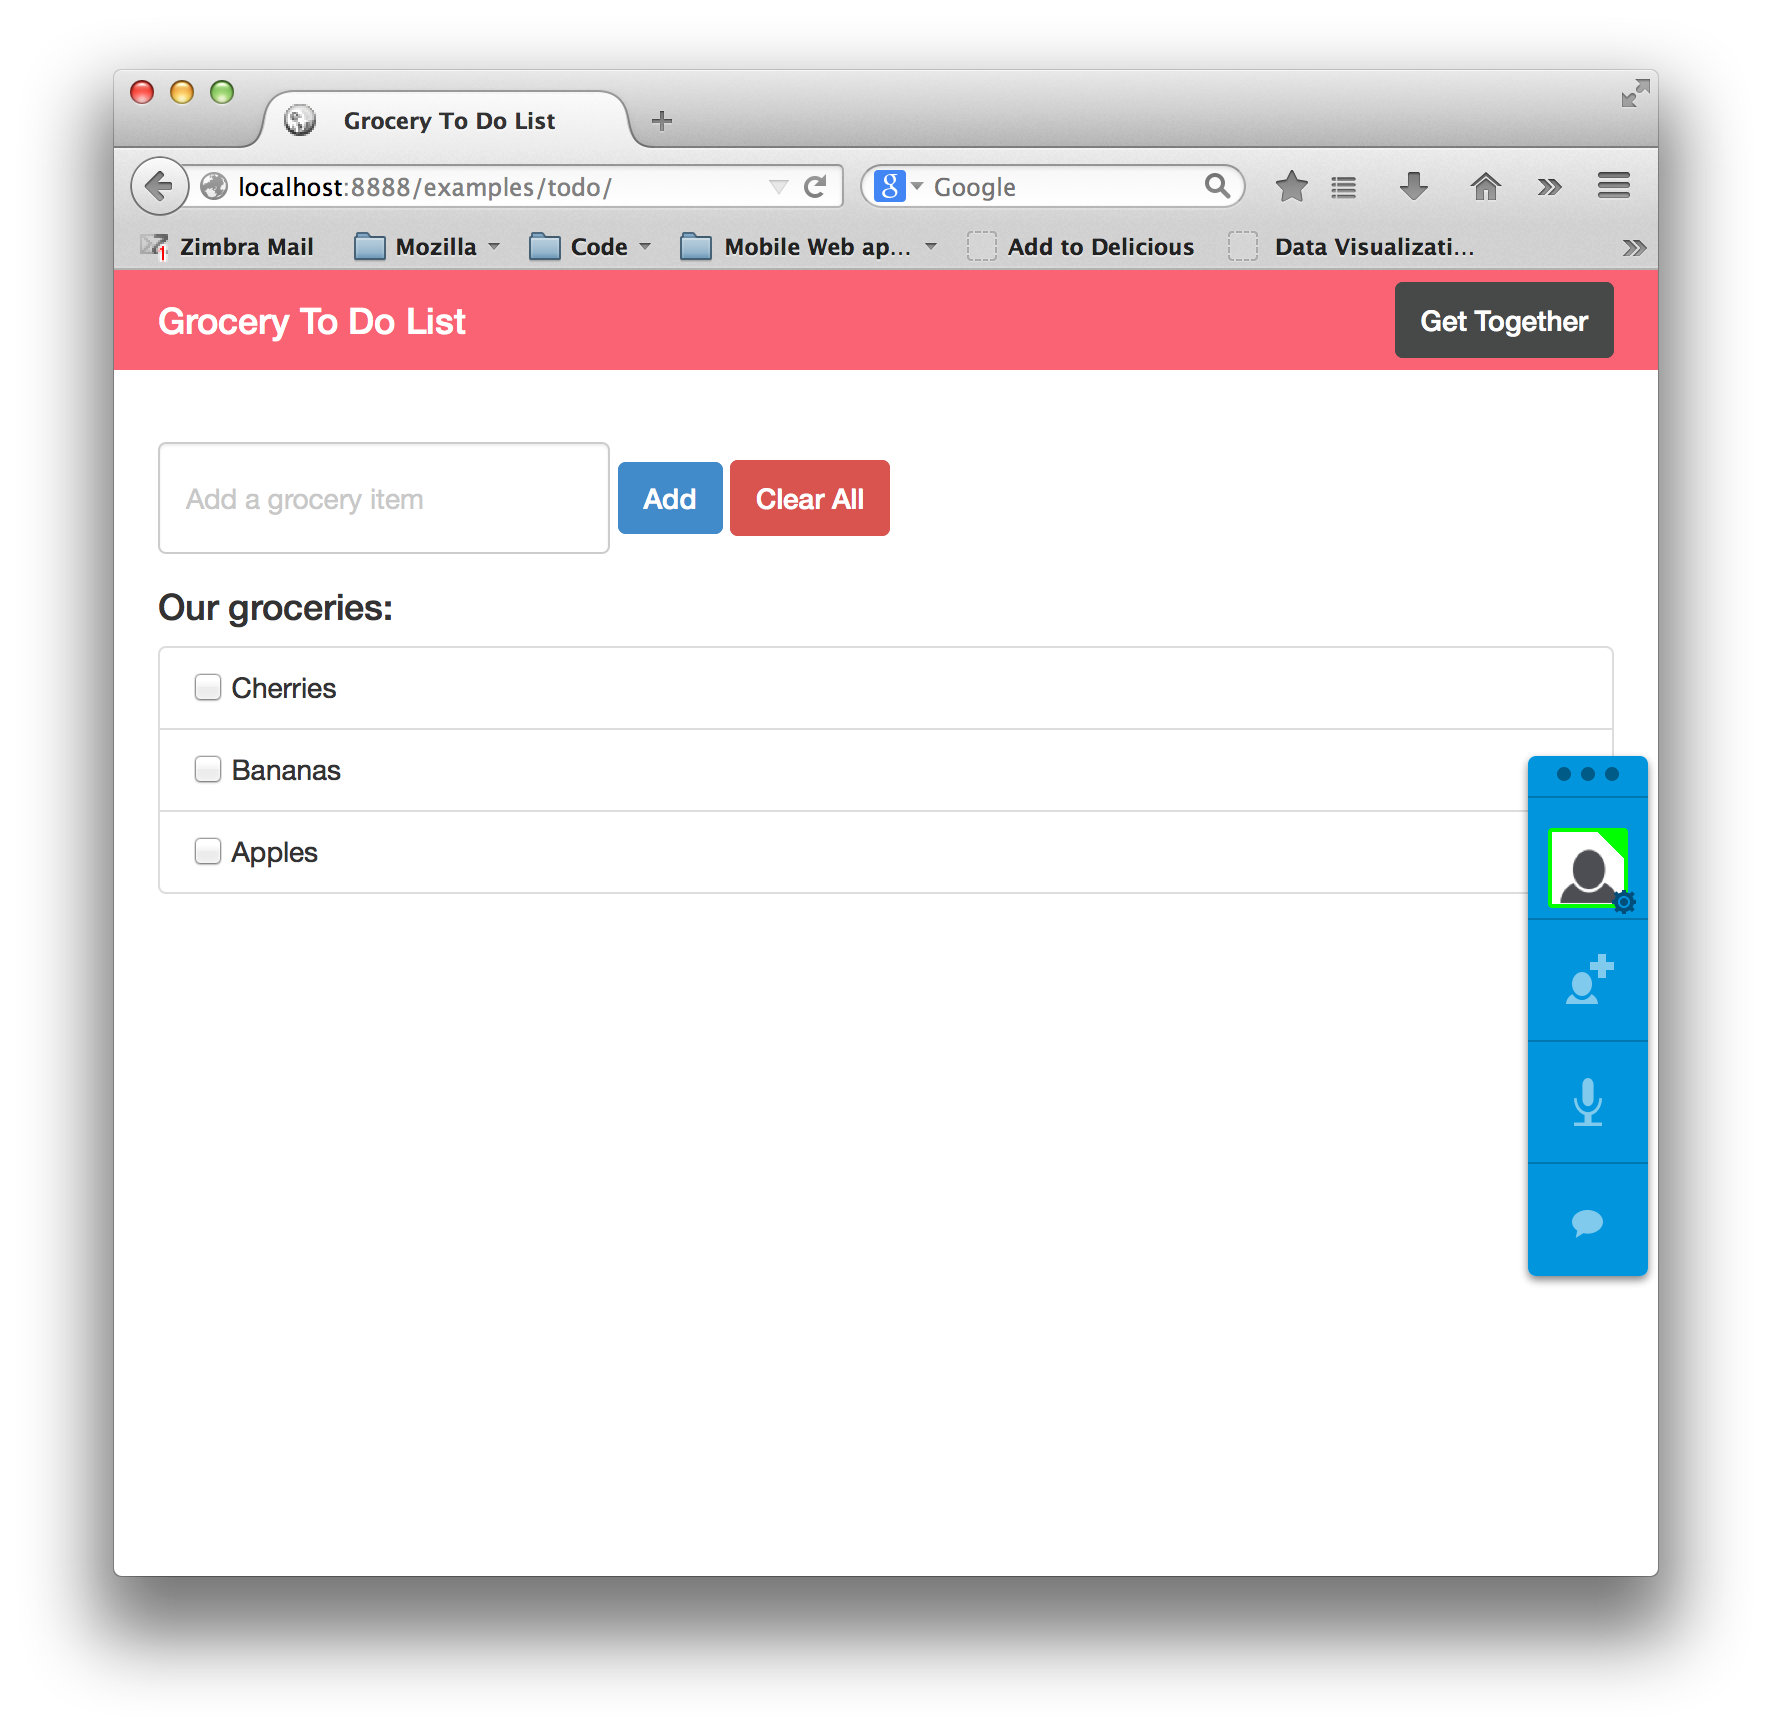 Grocery To Do List
localhost:8888/examples/todo/
Google
Zimbra Mail
Mozilla
Code
Mobile Web ap...
Add to Delicious
Data Visualizati...
Grocery To Do List
Get Together
Add a grocery item
Add
Clear All
Our groceries:
Cherries
Bananas
Apples